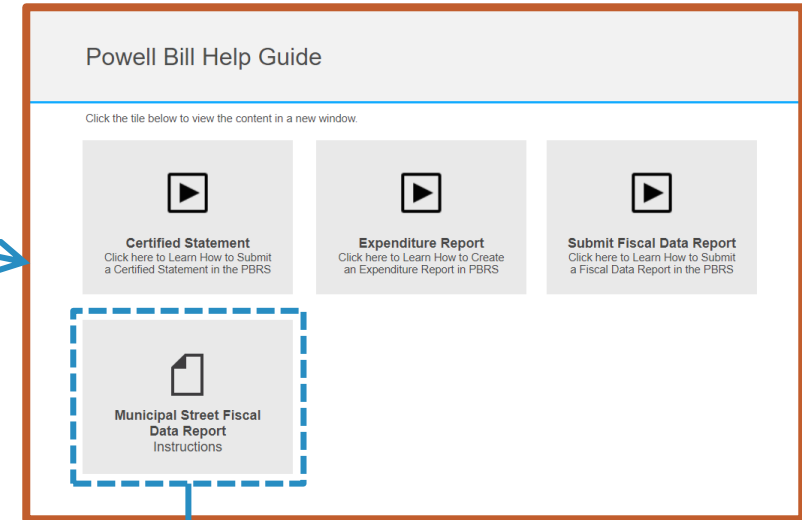 Powell Bill Help Guide
Click the tile below to view the content in a new window.
Certified Statement
Click here to Learn How to Submit
a Certified Statement in the PBRS
Expenditure Report
Click here to Learn How to Create
an Expenditure Report in PBRS
Submit Fiscal Data Report
Click here to Learn How to Submit
a Fiscal Data Report in the PBRS
Municipal Street Fiscal
Data Report
Instructions